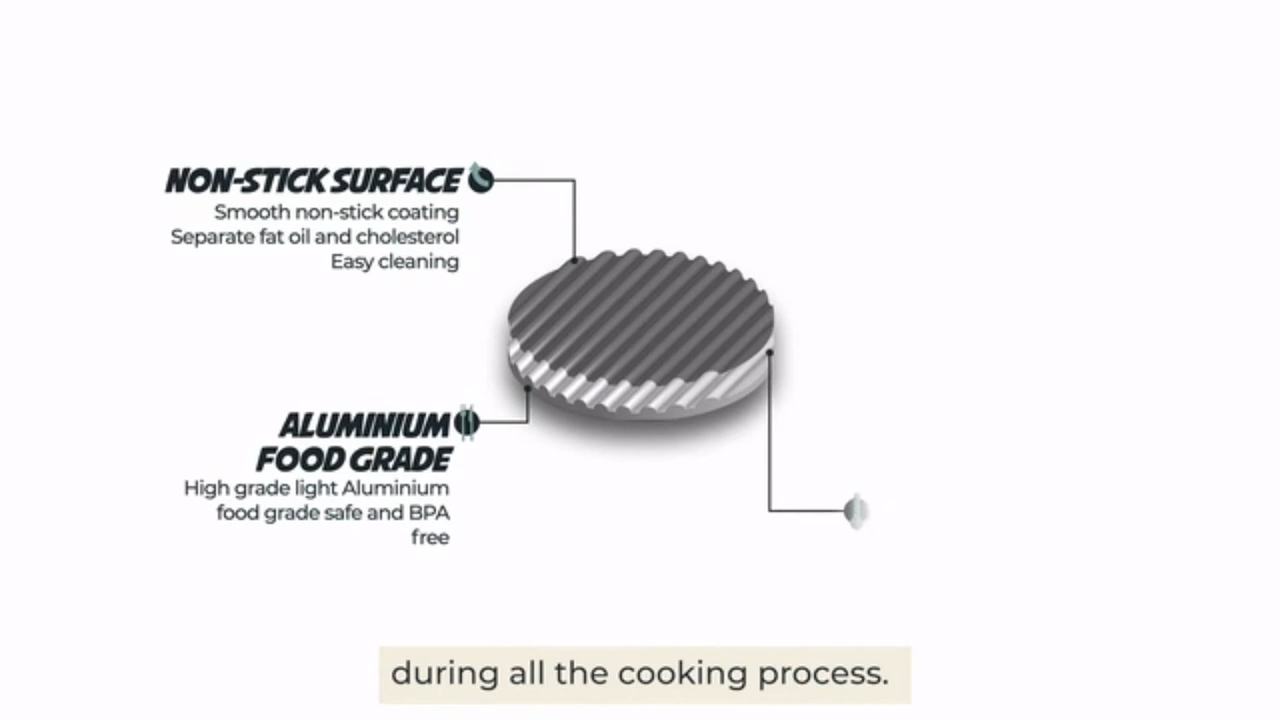 NON-STICK SURFACE
Smooth non-stick coating
Separate fat oil and cholesterol
Easy cleaning
ALUMINIUM
FOOD GRADE
High grade light Aluminium
food grade safe and BPA
free
during all the cooking process.